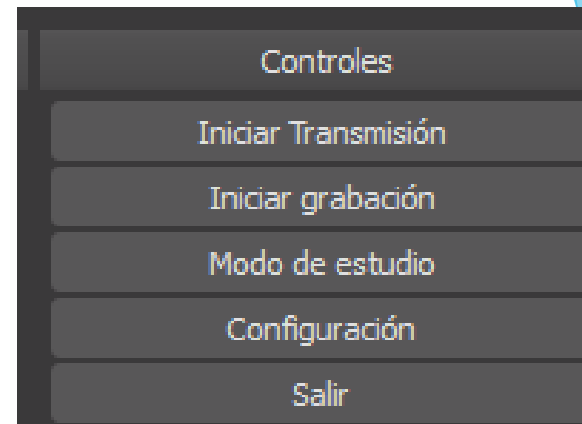 Controles
Iniciar Transmisión
Iniciar grabación
Modo de estudio
Configuración
Salir